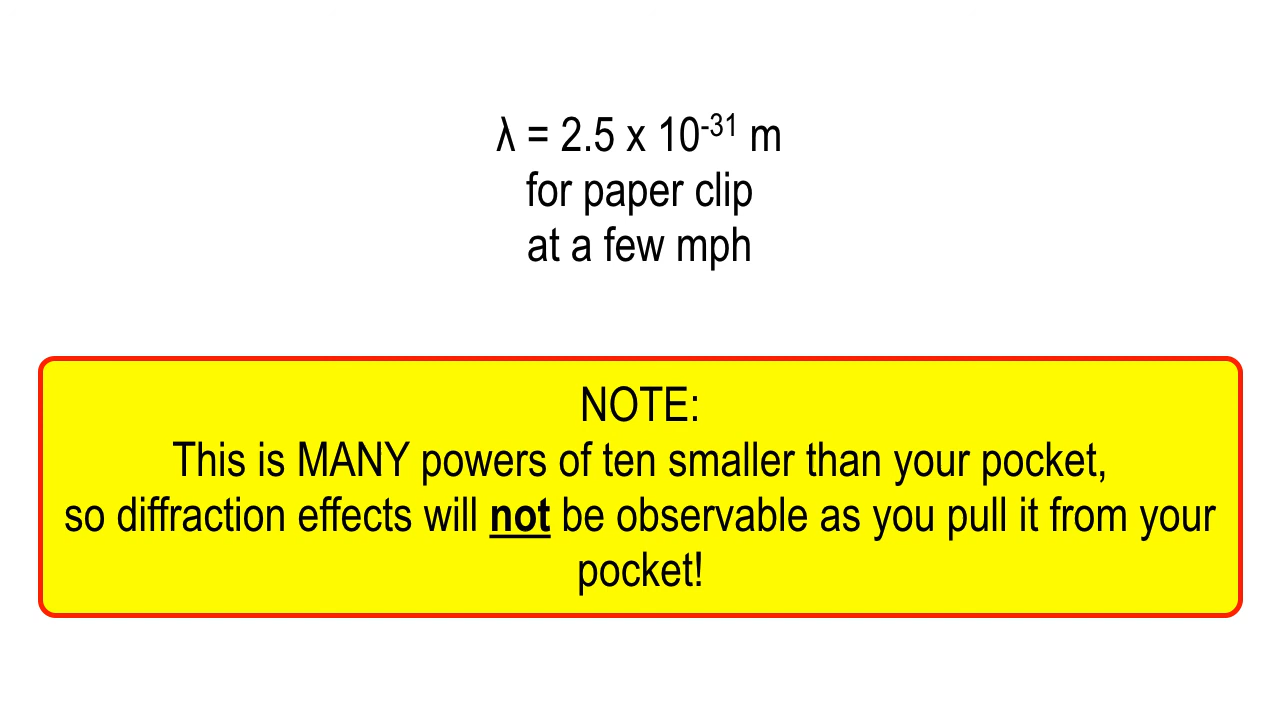 λ = 2.5 x 10⁻³¹ m
for paper clip
at a few mph
NOTE:
This is MANY powers of ten smaller than your pocket,
so diffraction effects will not be observable as you pull it from your
pocket!